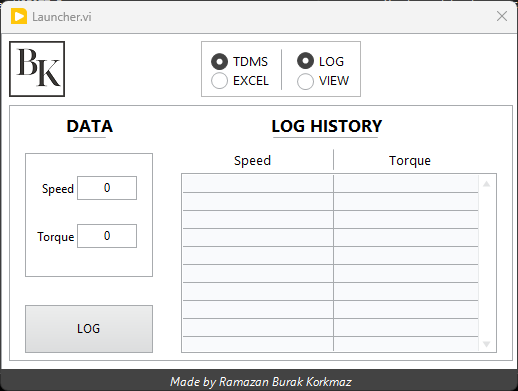 Launcher.vi
BK
TDMS
LOG
EXCEL
VIEW
DATA
LOG HISTORY
Speed
Torque
Speed 0
Torque 0
LOG
Made by Ramazan Burak Korkmaz